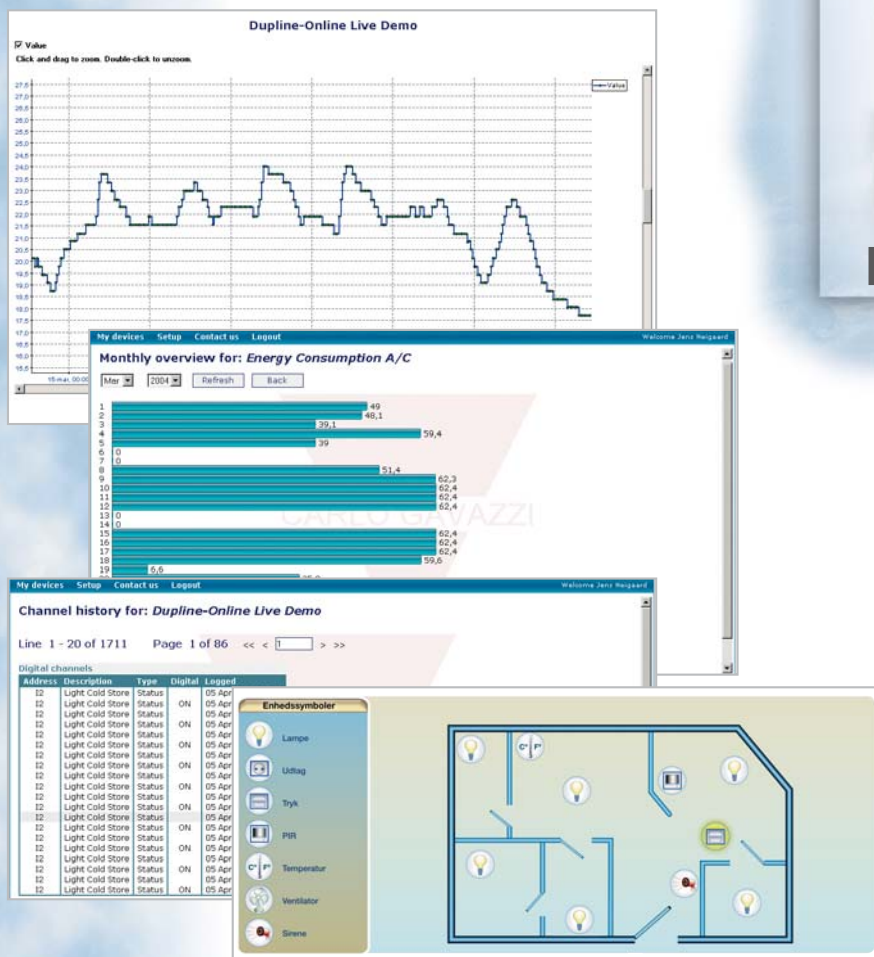 Dupline-Online Live Demo
Value
Click and drag to zoom. Double-click to unzoom.
Value
27,5
27,0
26,5
26,0
25,5
25,0
24,5
24,0
23,5
23,0
22,5
22,0
21,5
21,0
20,5
20,0
19,5
19,0
18,5
18,0
17,5
17,0
16,5
16,0
15,5
15 mar, 00:00
My devices Setup Contact us Logout
Monthly overview for: Energy Consumption A/C
Mar 2004 Refresh Back
1 49
2 48,1
3 39,1
4 59,4
5 39
6 0
7 0
8 51,4
9 62,3
10 62,4
11 62,4
12 62,4
13 0
14 0
15 62,4
16 62,4
17 62,4
18 59,6
19 6,6
CARLO GAVAZZI
My devices Setup Contact us Logout
Channel history for: Dupline-Online Live Demo
Line 1 - 20 of 1711 Page 1 of 86 << < 1 > >>
Digital channels
Address Description Type Digital Logged
I2 Light Cold Store Status 05 Apr
I2 Light Cold Store Status ON 05 Apr
I2 Light Cold Store Status 05 Apr
I2 Light Cold Store Status ON 05 Apr
I2 Light Cold Store Status 05 Apr
I2 Light Cold Store Status ON 05 Apr
I2 Light Cold Store Status 05 Apr
I2 Light Cold Store Status ON 05 Apr
I2 Light Cold Store Status 05 Apr
I2 Light Cold Store Status ON 05 Apr
I2 Light Cold Store Status 05 Apr
I2 Light Cold Store Status ON 05 Apr
I2 Light Cold Store Status 05 Apr
I2 Light Cold Store Status ON 05 Apr
I2 Light Cold Store Status 05 Apr
I2 Light Cold Store Status ON 05 Apr
I2 Light Cold Store Status 05 Apr
I2 Light Cold Store Status ON 05 Apr
I2 Light Cold Store Status 05 Apr
I2 Light Cold Store Status ON 05 Apr
Enhedssymboler
Lampe
Udtag
Tryk
PIR
C° F° Temperatur
Ventilator
Sirene
C° F°